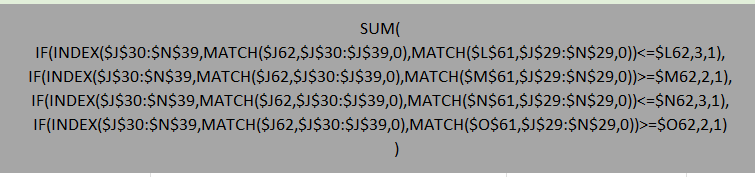 SUM(
IF(INDEX($J$30:$N$39,MATCH($J62,$J$30:$J$39,0),MATCH($L$61,$J$29:$N$29,0))<=$L62,3,1),
IF(INDEX($J$30:$N$39,MATCH($J62,$J$30:$J$39,0),MATCH($M$61,$J$29:$N$29,0))>=$M62,2,1),
IF(INDEX($J$30:$N$39,MATCH($J62,$J$30:$J$39,0),MATCH($N$61,$J$29:$N$29,0))<=$N62,3,1),
IF(INDEX($J$30:$N$39,MATCH($J62,$J$30:$J$39,0),MATCH($O$61,$J$29:$N$29,0))>=$O62,2,1)
)